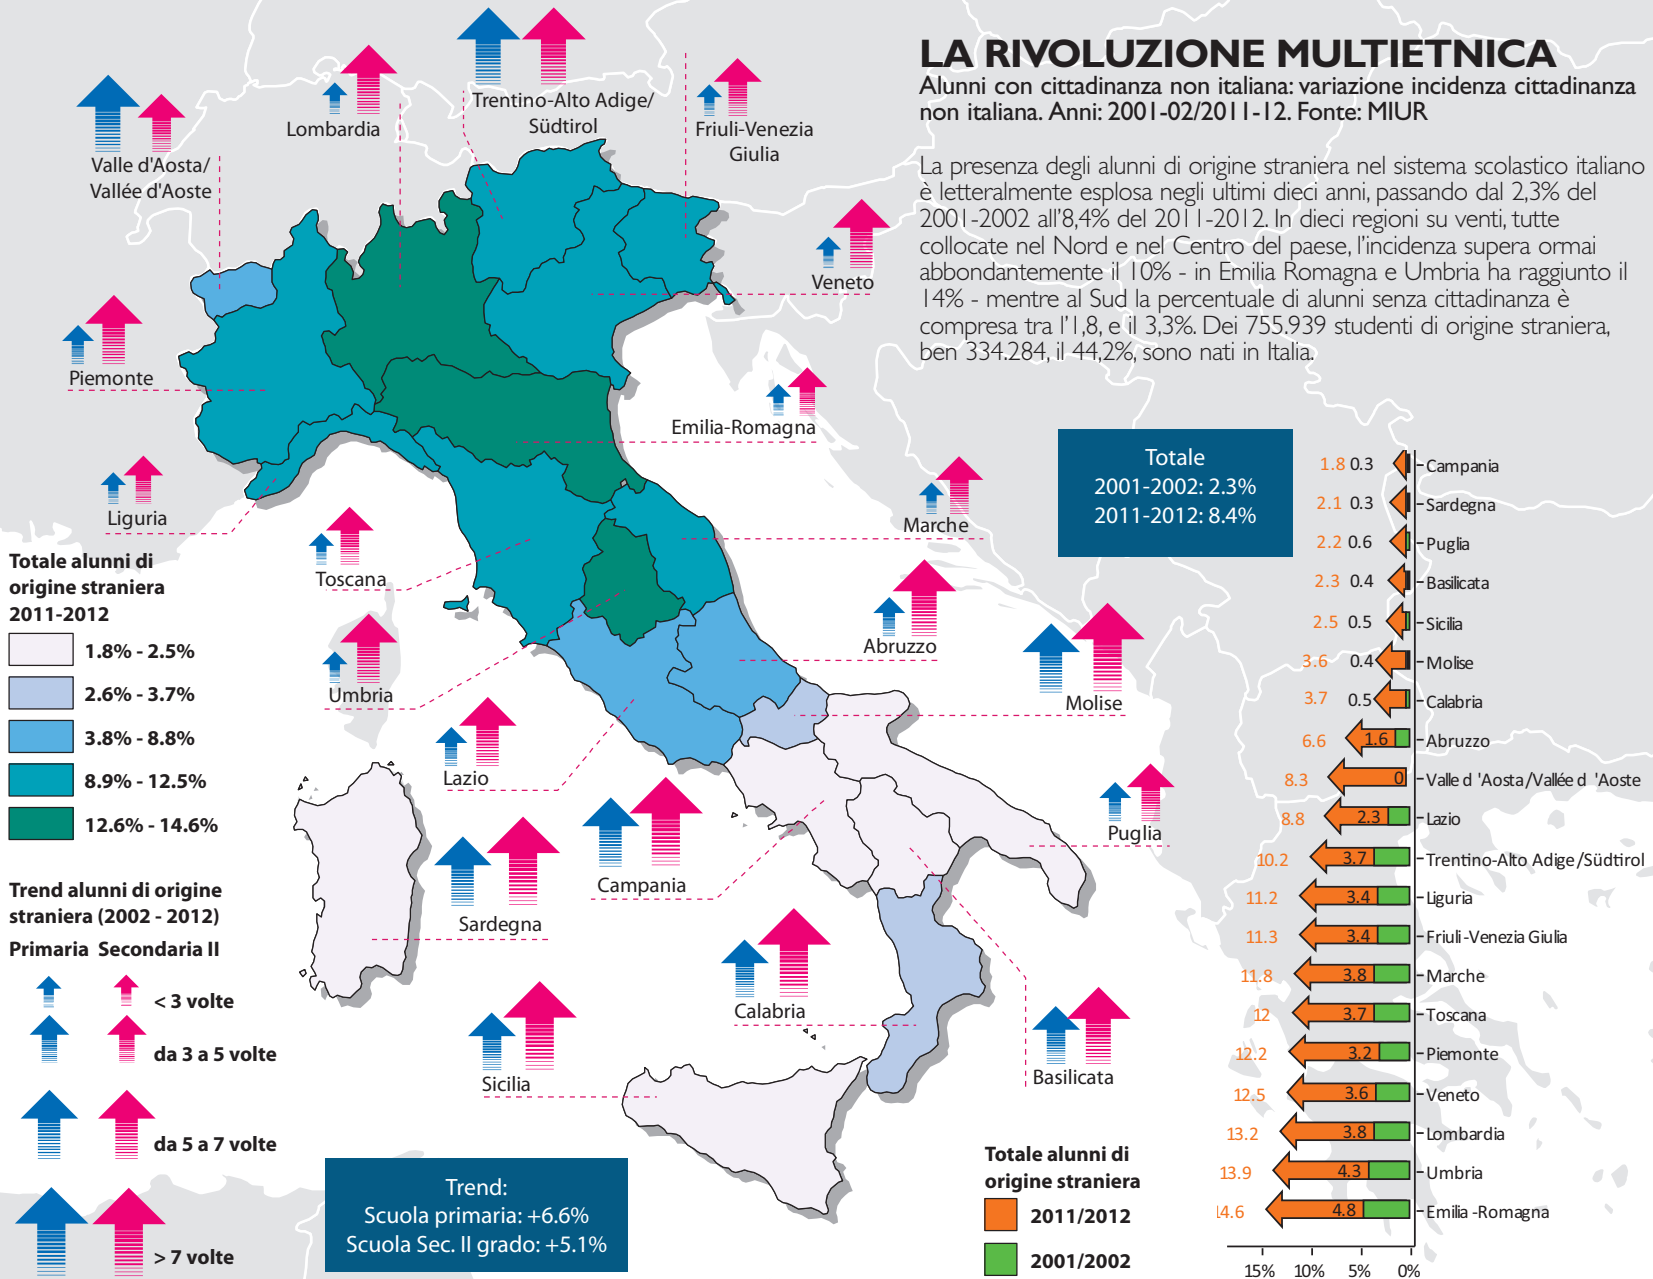 LA RIVOLUZIONE MULTIETNICA
Alunni con cittadinanza non italiana: variazione incidenza cittadinanza
non italiana. Anni: 2001-02/2011-12. Fonte: MIUR
La presenza degli alunni di origine straniera nel sistema scolastico italiano
è letteralmente esplosa negli ultimi dieci anni, passando dal 2,3% del
2001-2002 all'8,4% del 2011-2012. In dieci regioni su venti, tutte
collocate nel Nord e nel Centro del paese, l'incidenza supera ormai
abbondantemente il 10% - in Emilia Romagna e Umbria ha raggiunto il
14% - mentre al Sud la percentuale di alunni senza cittadinanza è
compresa tra l'1,8, e il 3,3%. Dei 755.939 studenti di origine straniera,
ben 334.284, il 44,2%, sono nati in Italia.
Valle d'Aosta/
Vallée d'Aoste
Lombardia
Trentino-Alto Adige/
Südtirol
Friuli-Venezia
Giulia
Veneto
Piemonte
Emilia-Romagna
Liguria
Marche
Toscana
Umbria
Abruzzo
Molise
Lazio
Puglia
Campania
Sardegna
Calabria
Sicilia
Basilicata
Totale alunni di
origine straniera
2011-2012
1.8% - 2.5%
2.6% - 3.7%
3.8% - 8.8%
8.9% - 12.5%
12.6% - 14.6%
Trend alunni di origine
straniera (2002 - 2012)
Primaria Secondaria II
< 3 volte
da 3 a 5 volte
da 5 a 7 volte
> 7 volte
Trend:
Scuola primaria: +6.6%
Scuola Sec. II grado: +5.1%
Totale
2001-2002: 2.3%
2011-2012: 8.4%
1.8 0.3 Campania
2.1 0.3 Sardegna
2.2 0.6 Puglia
2.3 0.4 Basilicata
2.5 0.5 Sicilia
3.6 0.4 Molise
3.7 0.5 Calabria
6.6 1.6 Abruzzo
8.3 0 Valle d 'Aosta/Vallée d 'Aoste
8.8 2.3 Lazio
10.2 3.7 Trentino-Alto Adige/Südtirol
11.2 3.4 Liguria
11.3 3.4 Friuli-Venezia Giulia
11.8 3.8 Marche
12 3.7 Toscana
12.2 3.2 Piemonte
12.5 3.6 Veneto
13.2 3.8 Lombardia
13.9 4.3 Umbria
14.6 4.8 Emilia -Romagna
15% 10% 5% 0%
Totale alunni di
origine straniera
2011/2012
2001/2002